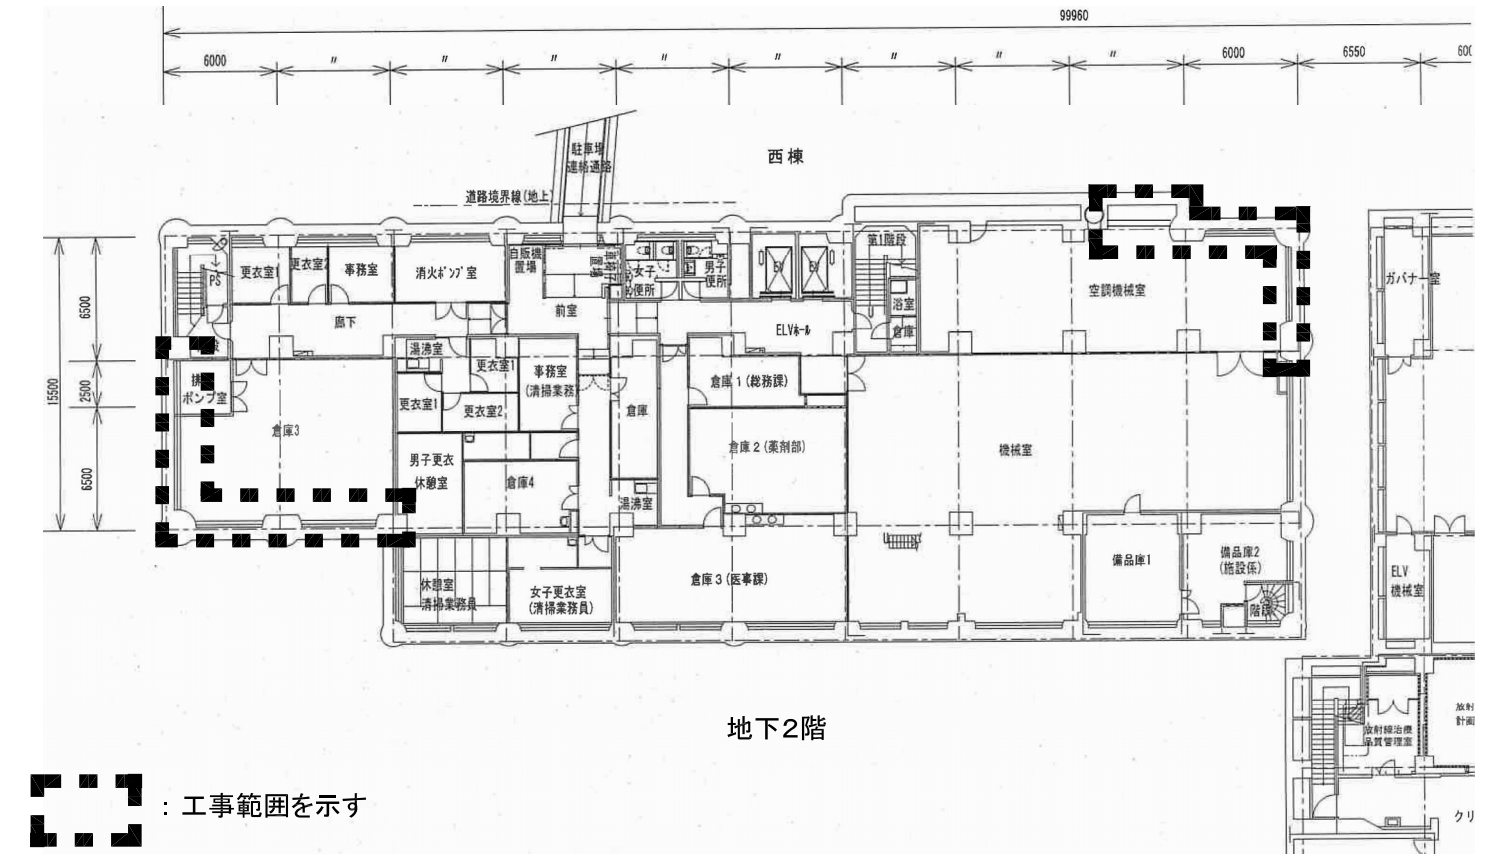 99960
6000
〃
〃
〃
〃
〃
〃
〃
〃
6000
6550
西棟
駐車場
連絡通路
道路境界線(地上)
第1階段
PS
更衣室1
更衣室2
事務室
消火ポンプ室
自販機
置場
女子
便所
男子
便所
EV
EV
浴室
倉庫
空調機械室
ガバナー室
6500
2500
6500
15500
廊下
前室
ELVホール
湯沸室
更衣室1
事務室
(清掃業務)
倉庫1(総務課)
ポンプ室
更衣室1
更衣室2
倉庫
倉庫3
倉庫2(薬剤部)
機械室
男子更衣
休憩室
倉庫4
湯沸室
備品庫1
備品庫2
(施設係)
階段
ELV
機械室
休憩室
清掃業務員
女子更衣室
(清掃業務員)
倉庫3(医事課)
放射線治療
品質管理室
放射
計画
クリ
地下2階
:工事範囲を示す